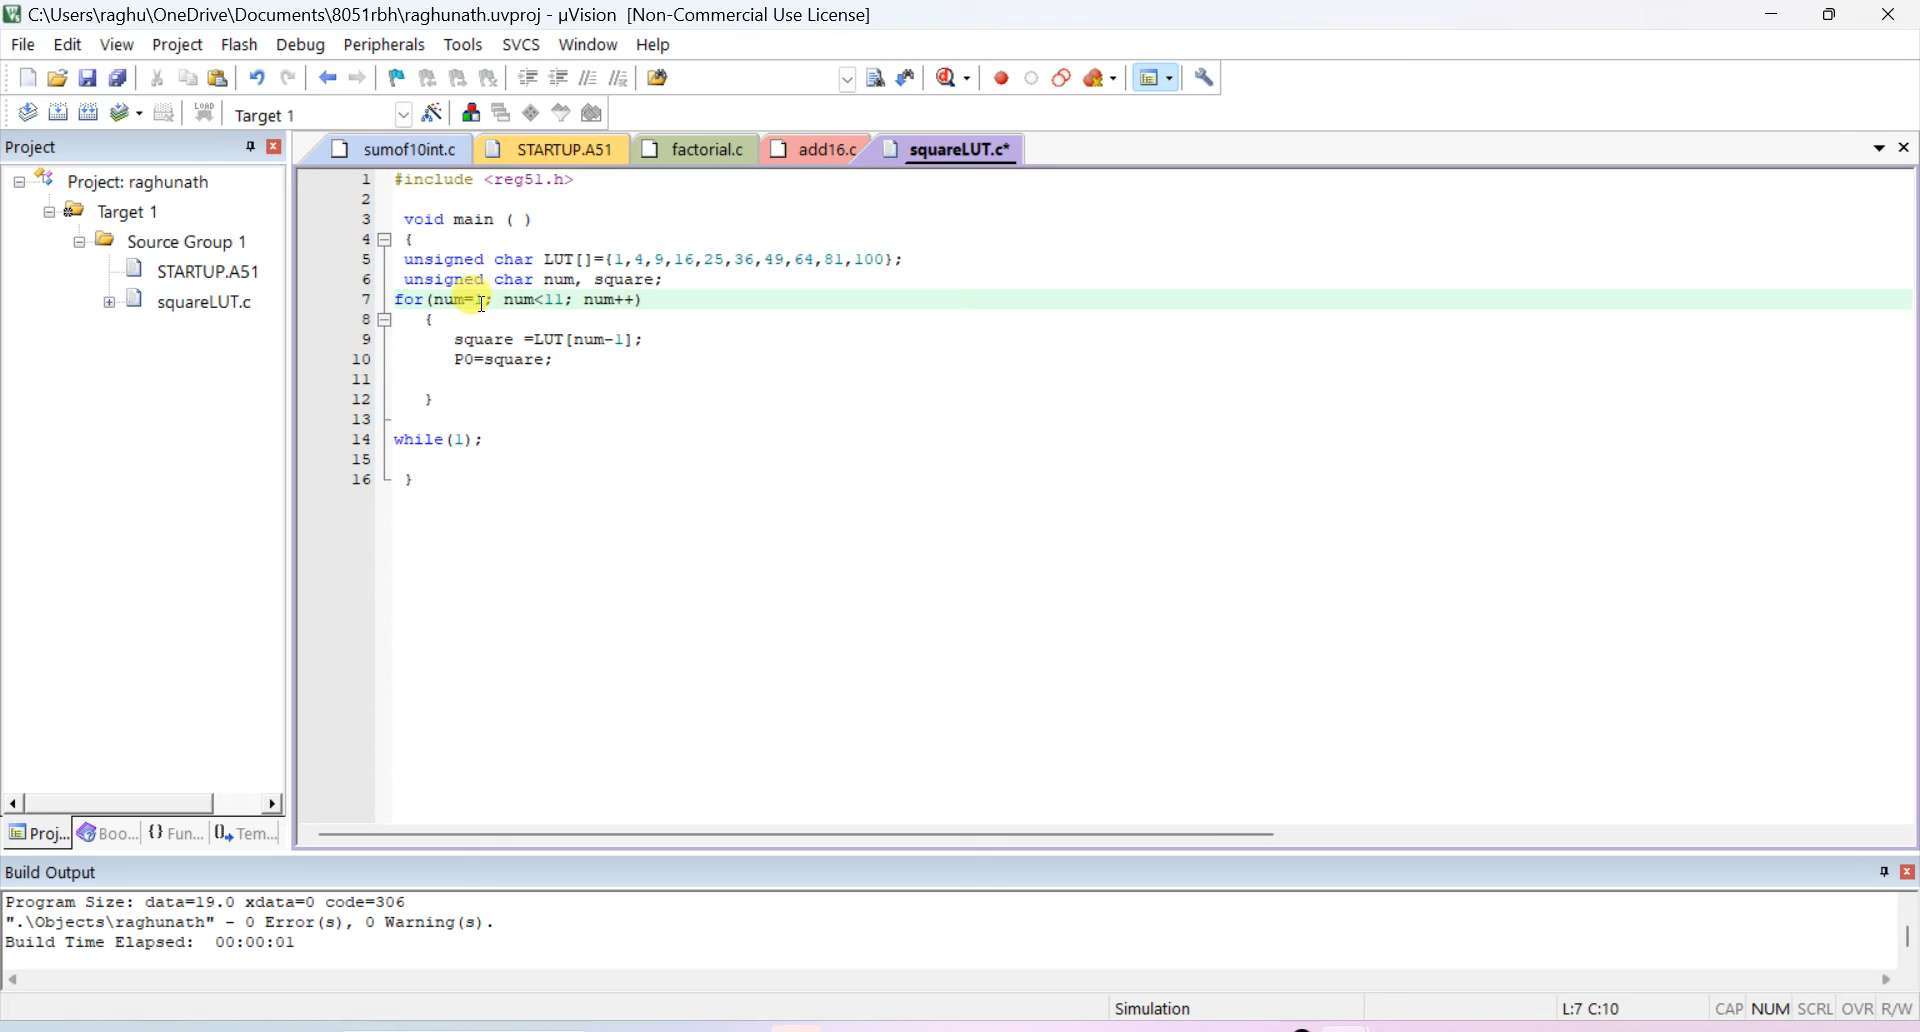 C:\Users\raghu\OneDrive\Documents\8051rbh\raghunath.uvproj - µVision [Non-Commercial Use License]
File Edit View Project Flash Debug Peripherals Tools SVCS Window Help
LOAD Target 1
Project
sumof10int.c STARTUP.A51 factorial.c add16.c squareLUT.c*
Project: raghunath
Target 1
Source Group 1
STARTUP.A51
squareLUT.c
1 #include <reg51.h>
2
3 void main ( )
4 {
5 unsigned char LUT[]={1,4,9,16,25,36,49,64,81,100};
6 unsigned char num, square;
7 for(num=1; num<11; num++)
8 {
9 square =LUT[num-1];
10 P0=square;
11
12 }
13
14 while(1);
15
16 }
Proj... Boo... {} Fun... Tem...
Build Output
Program Size: data=19.0 xdata=0 code=306
".\Objects\raghunath" - 0 Error(s), 0 Warning(s).
Build Time Elapsed: 00:00:01
Simulation L:7 C:10 CAP NUM SCRL OVR R/W